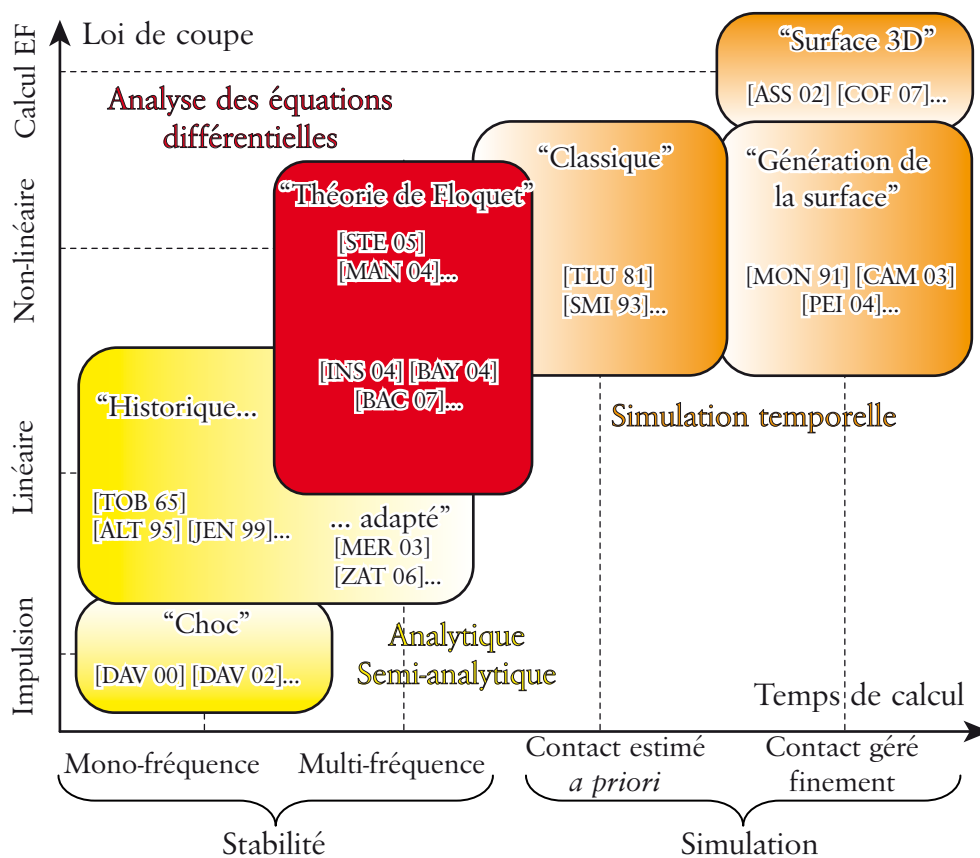 Loi de coupe
Calcul EF
Non-linéaire
Linéaire
Impulsion
“Surface 3D”
[ASS 02] [COF 07]...
Analyse des équations
différentielles
“Classique”
[TLU 81]
[SMI 93]...
“Génération de
la surface”
[MON 91] [CAM 03]
[PEI 04]...
“Théorie de Floquet”
[STE 05]
[MAN 04]...
[INS 04] [BAY 04]
[BAC 07]...
Simulation temporelle
“Historique...
[TOB 65]
[ALT 95] [JEN 99]...
... adapté”
[MER 03]
[ZAT 06]...
“Choc”
[DAV 00] [DAV 02]...
Analytique
Semi-analytique
Temps de calcul
Mono-fréquence
Multi-fréquence
Contact estimé
a priori
Contact géré
finement
Stabilité
Simulation